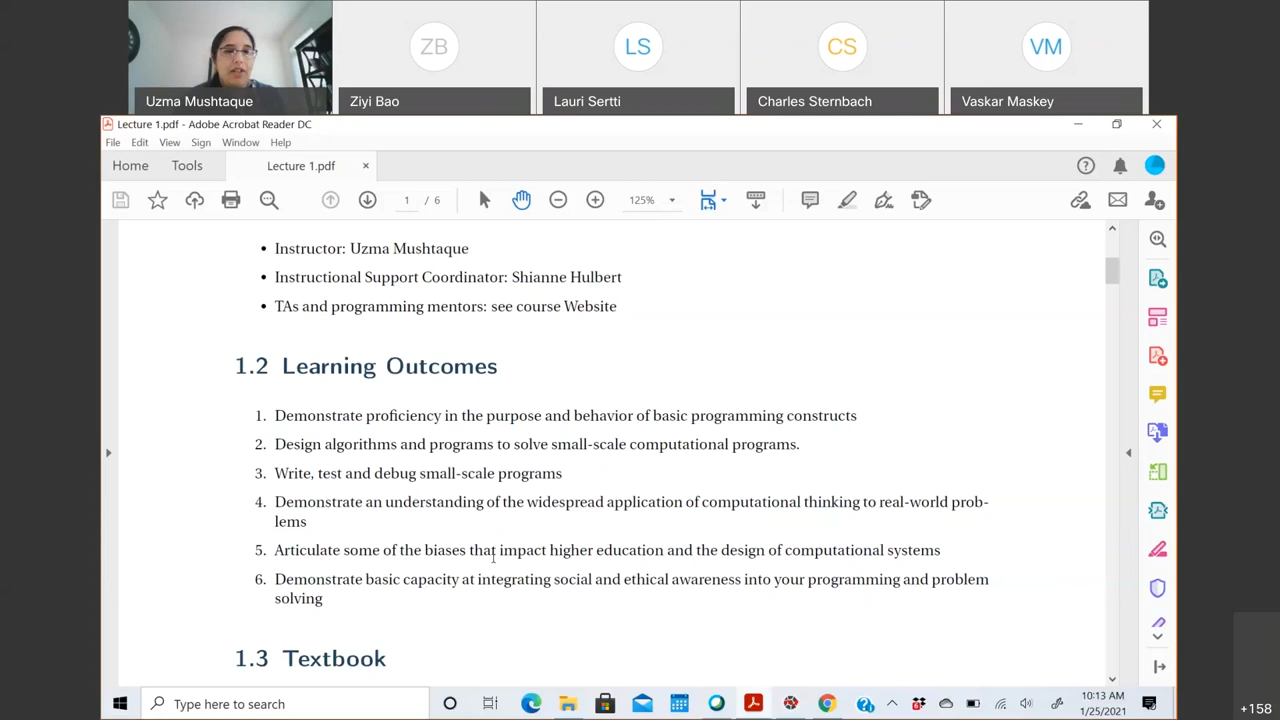 ZB
LS
CS
VM
Uzma Mushtaque
Ziyi Bao
Lauri Sertti
Charles Sternbach
Vaskar Maskey
Lecture 1.pdf - Adobe Acrobat Reader DC
File Edit View Sign Window Help
Home Tools Lecture 1.pdf
1 / 6 125%
• Instructor: Uzma Mushtaque
• Instructional Support Coordinator: Shianne Hulbert
• TAs and programming mentors: see course Website
1.2 Learning Outcomes
1. Demonstrate proficiency in the purpose and behavior of basic programming constructs
2. Design algorithms and programs to solve small-scale computational programs.
3. Write, test and debug small-scale programs
4. Demonstrate an understanding of the widespread application of computational thinking to real-world prob-
lems
5. Articulate some of the biases that impact higher education and the design of computational systems
6. Demonstrate basic capacity at integrating social and ethical awareness into your programming and problem
solving
1.3 Textbook
Type here to search
10:13 AM
1/25/2021
+158